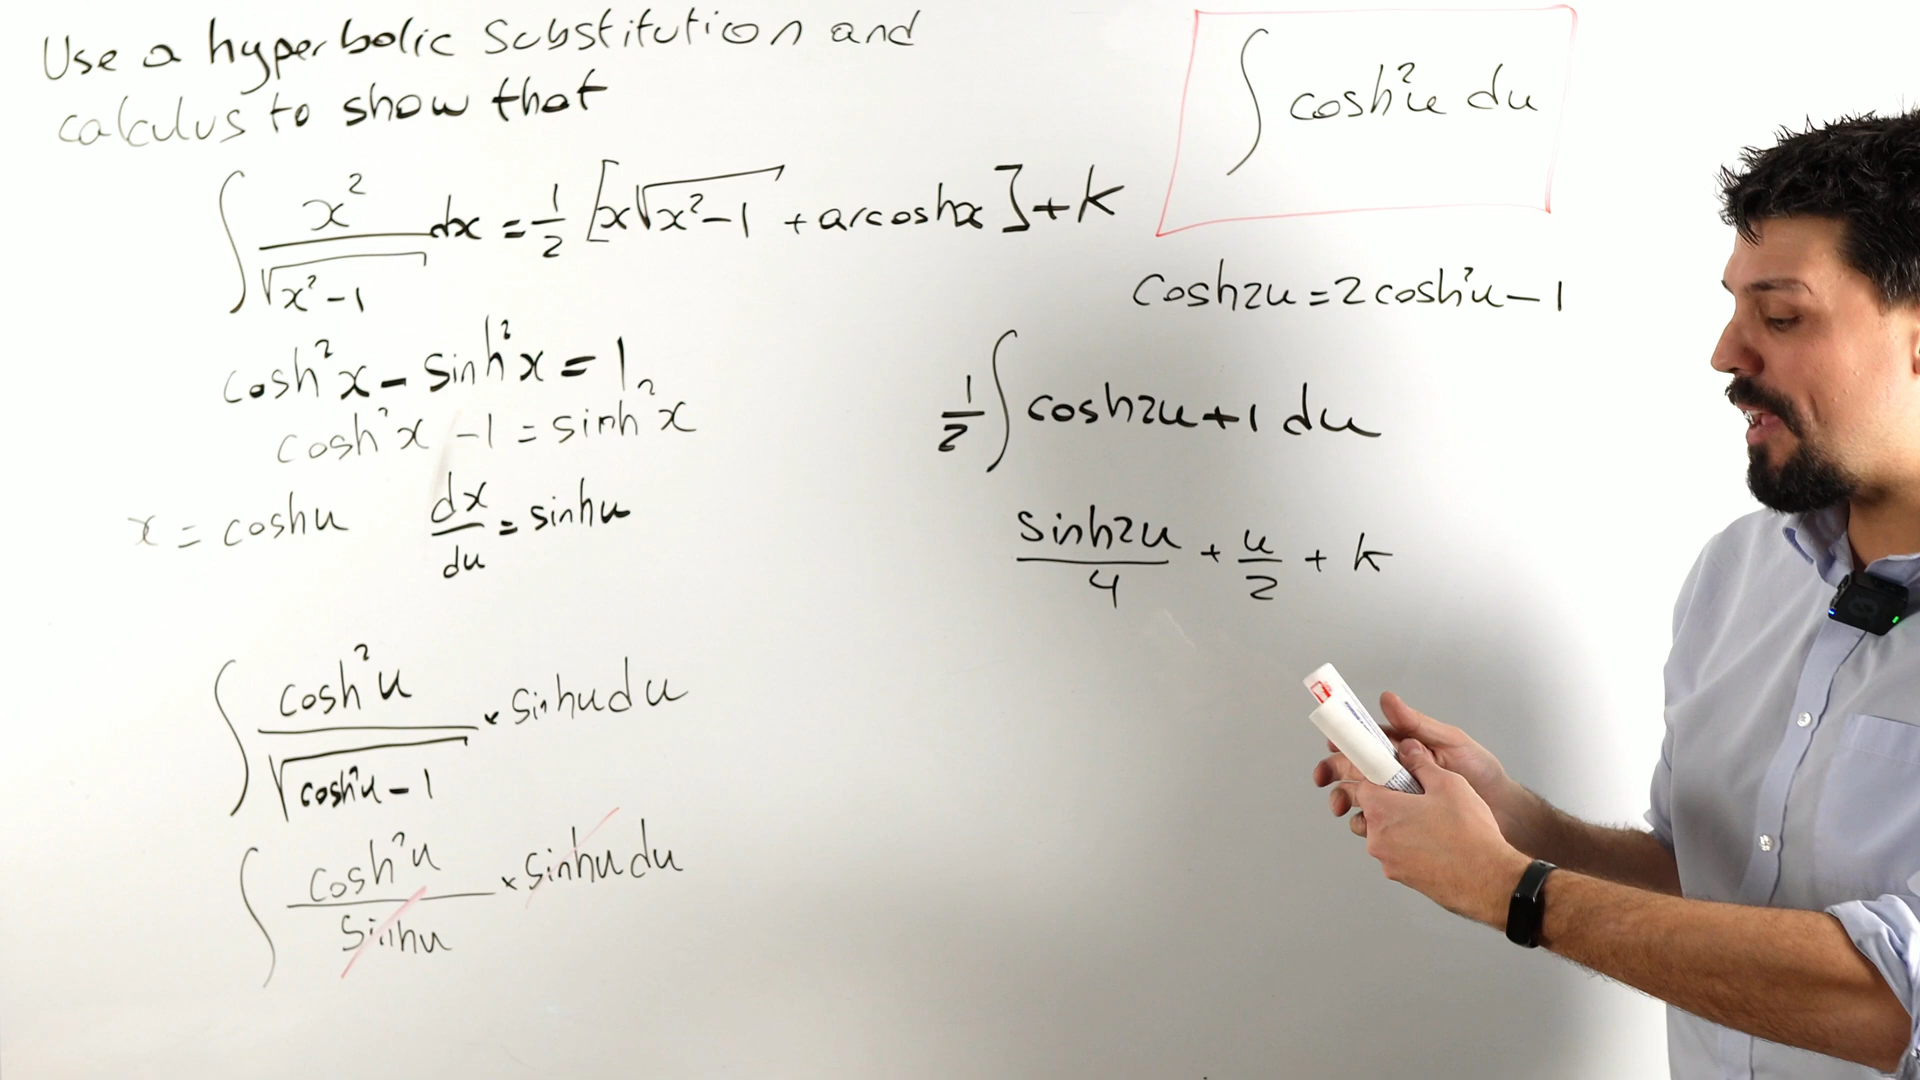 Use a hyperbolic substitution and
calculus to show that
∫ x² / √(x²-1) dx = 1/2 [x√(x²-1) + arcoshx] + k
cosh²x - sinh²x = 1
cosh²x - 1 = sinh²x
x = coshu   dx/du = sinhu
∫ cosh²u / √(cosh²u - 1) × sinhu du
∫ cosh²u / sinhu × sinhu du
∫ cosh²u du
cosh2u = 2cosh²u - 1
1/2 ∫ cosh2u + 1 du
sinh2u/4 + u/2 + k